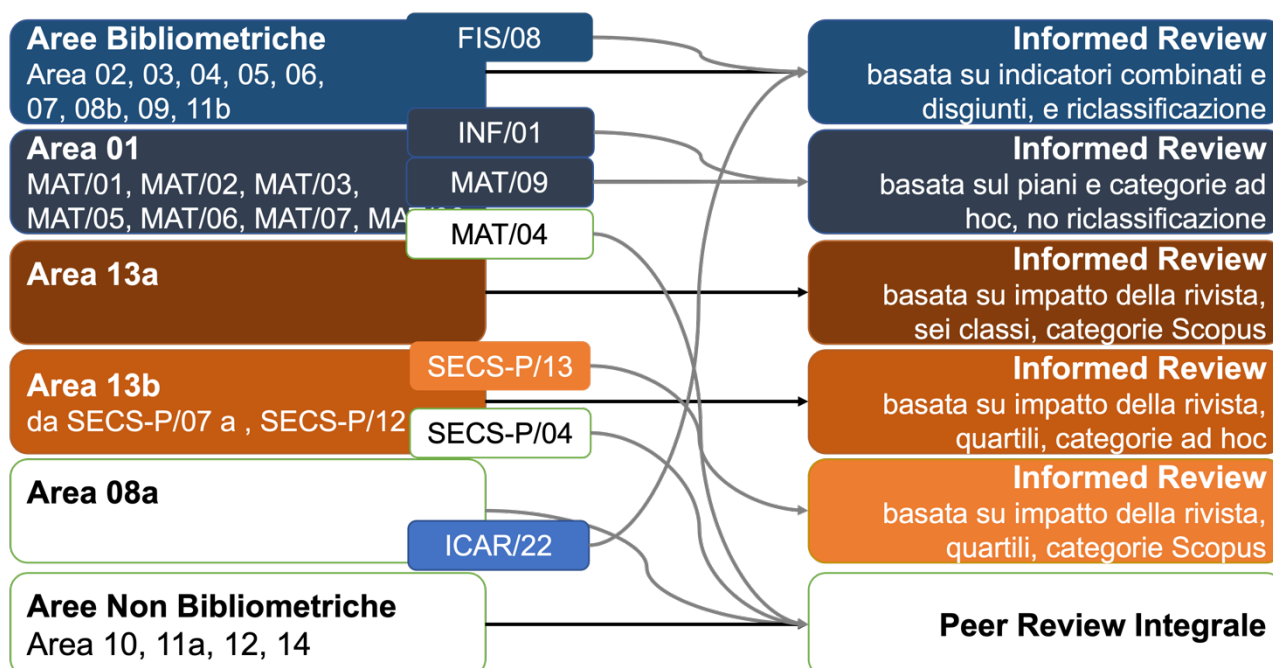 Aree Bibliometriche
Area 02, 03, 04, 05, 06,
07, 08b, 09, 11b
FIS/08
Informed Review
basata su indicatori combinati e
disgiunti, e riclassificazione
Area 01
MAT/01, MAT/02, MAT/03,
MAT/05, MAT/06, MAT/07,
INF/01
MAT/09
MAT/04
Informed Review
basata sul piani e categorie ad
hoc, no riclassificazione
Area 13a
Informed Review
basata su impatto della rivista,
sei classi, categorie Scopus
Area 13b
da SECS-P/07 a , SECS-P/12
SECS-P/13
SECS-P/04
Informed Review
basata su impatto della rivista,
quartili, categorie ad hoc
Area 08a
ICAR/22
Informed Review
basata su impatto della rivista,
quartili, categorie Scopus
Aree Non Bibliometriche
Area 10, 11a, 12, 14
Peer Review Integrale